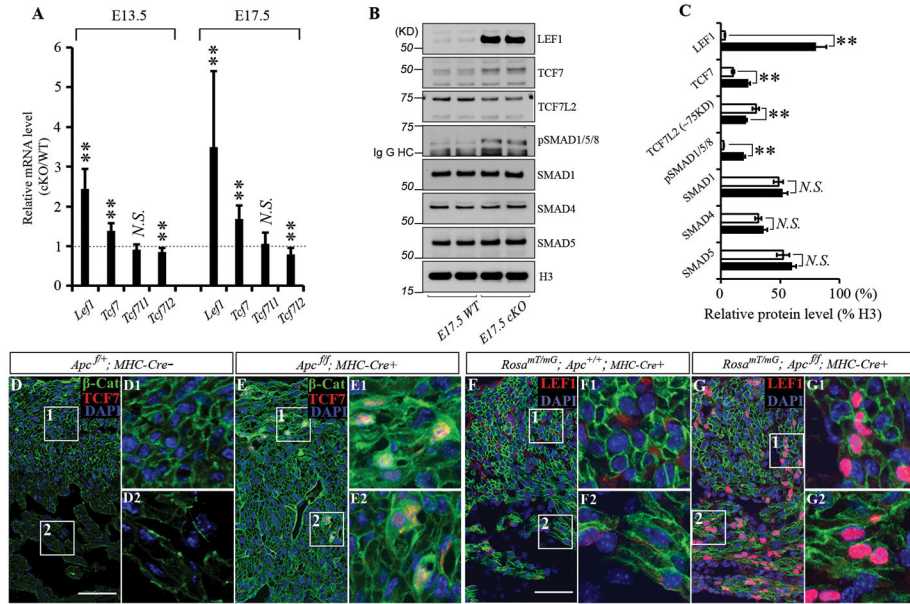 A
E13.5
E17.5
Relative mRNA level
(cKO/WT)
6
5
4
3
2
1
0
**
**
N.S.
**
**
**
N.S.
**
Lef1
Tcf7
Tcf7l1
Tcf7l2
Lef1
Tcf7
Tcf7l1
Tcf7l2
B
(KD)
50
LEF1
50
TCF7
75
TCF7L2
75
Ig G HC
pSMAD1/5/8
50
SMAD1
50
SMAD4
50
SMAD5
15
H3
E17.5 WT
E17.5 cKO
C
LEF1
**
TCF7
**
TCF7L2 (~75KD)
**
pSMAD1/5/8
**
SMAD1
N.S.
SMAD4
N.S.
SMAD5
N.S.
0
50
100 (%)
Relative protein level (% H3)
Apc f/+; MHC-Cre−
Apc f/f; MHC-Cre+
Rosa mT/mG; Apc +/+; MHC-Cre+
Rosa mT/mG; Apc f/f; MHC-Cre+
D
β-Cat
TCF7
DAPI
1
2
D1
D2
E
β-Cat
TCF7
DAPI
1
2
E1
E2
F
LEF1
DAPI
1
2
F1
F2
G
LEF1
DAPI
1
2
G1
G2